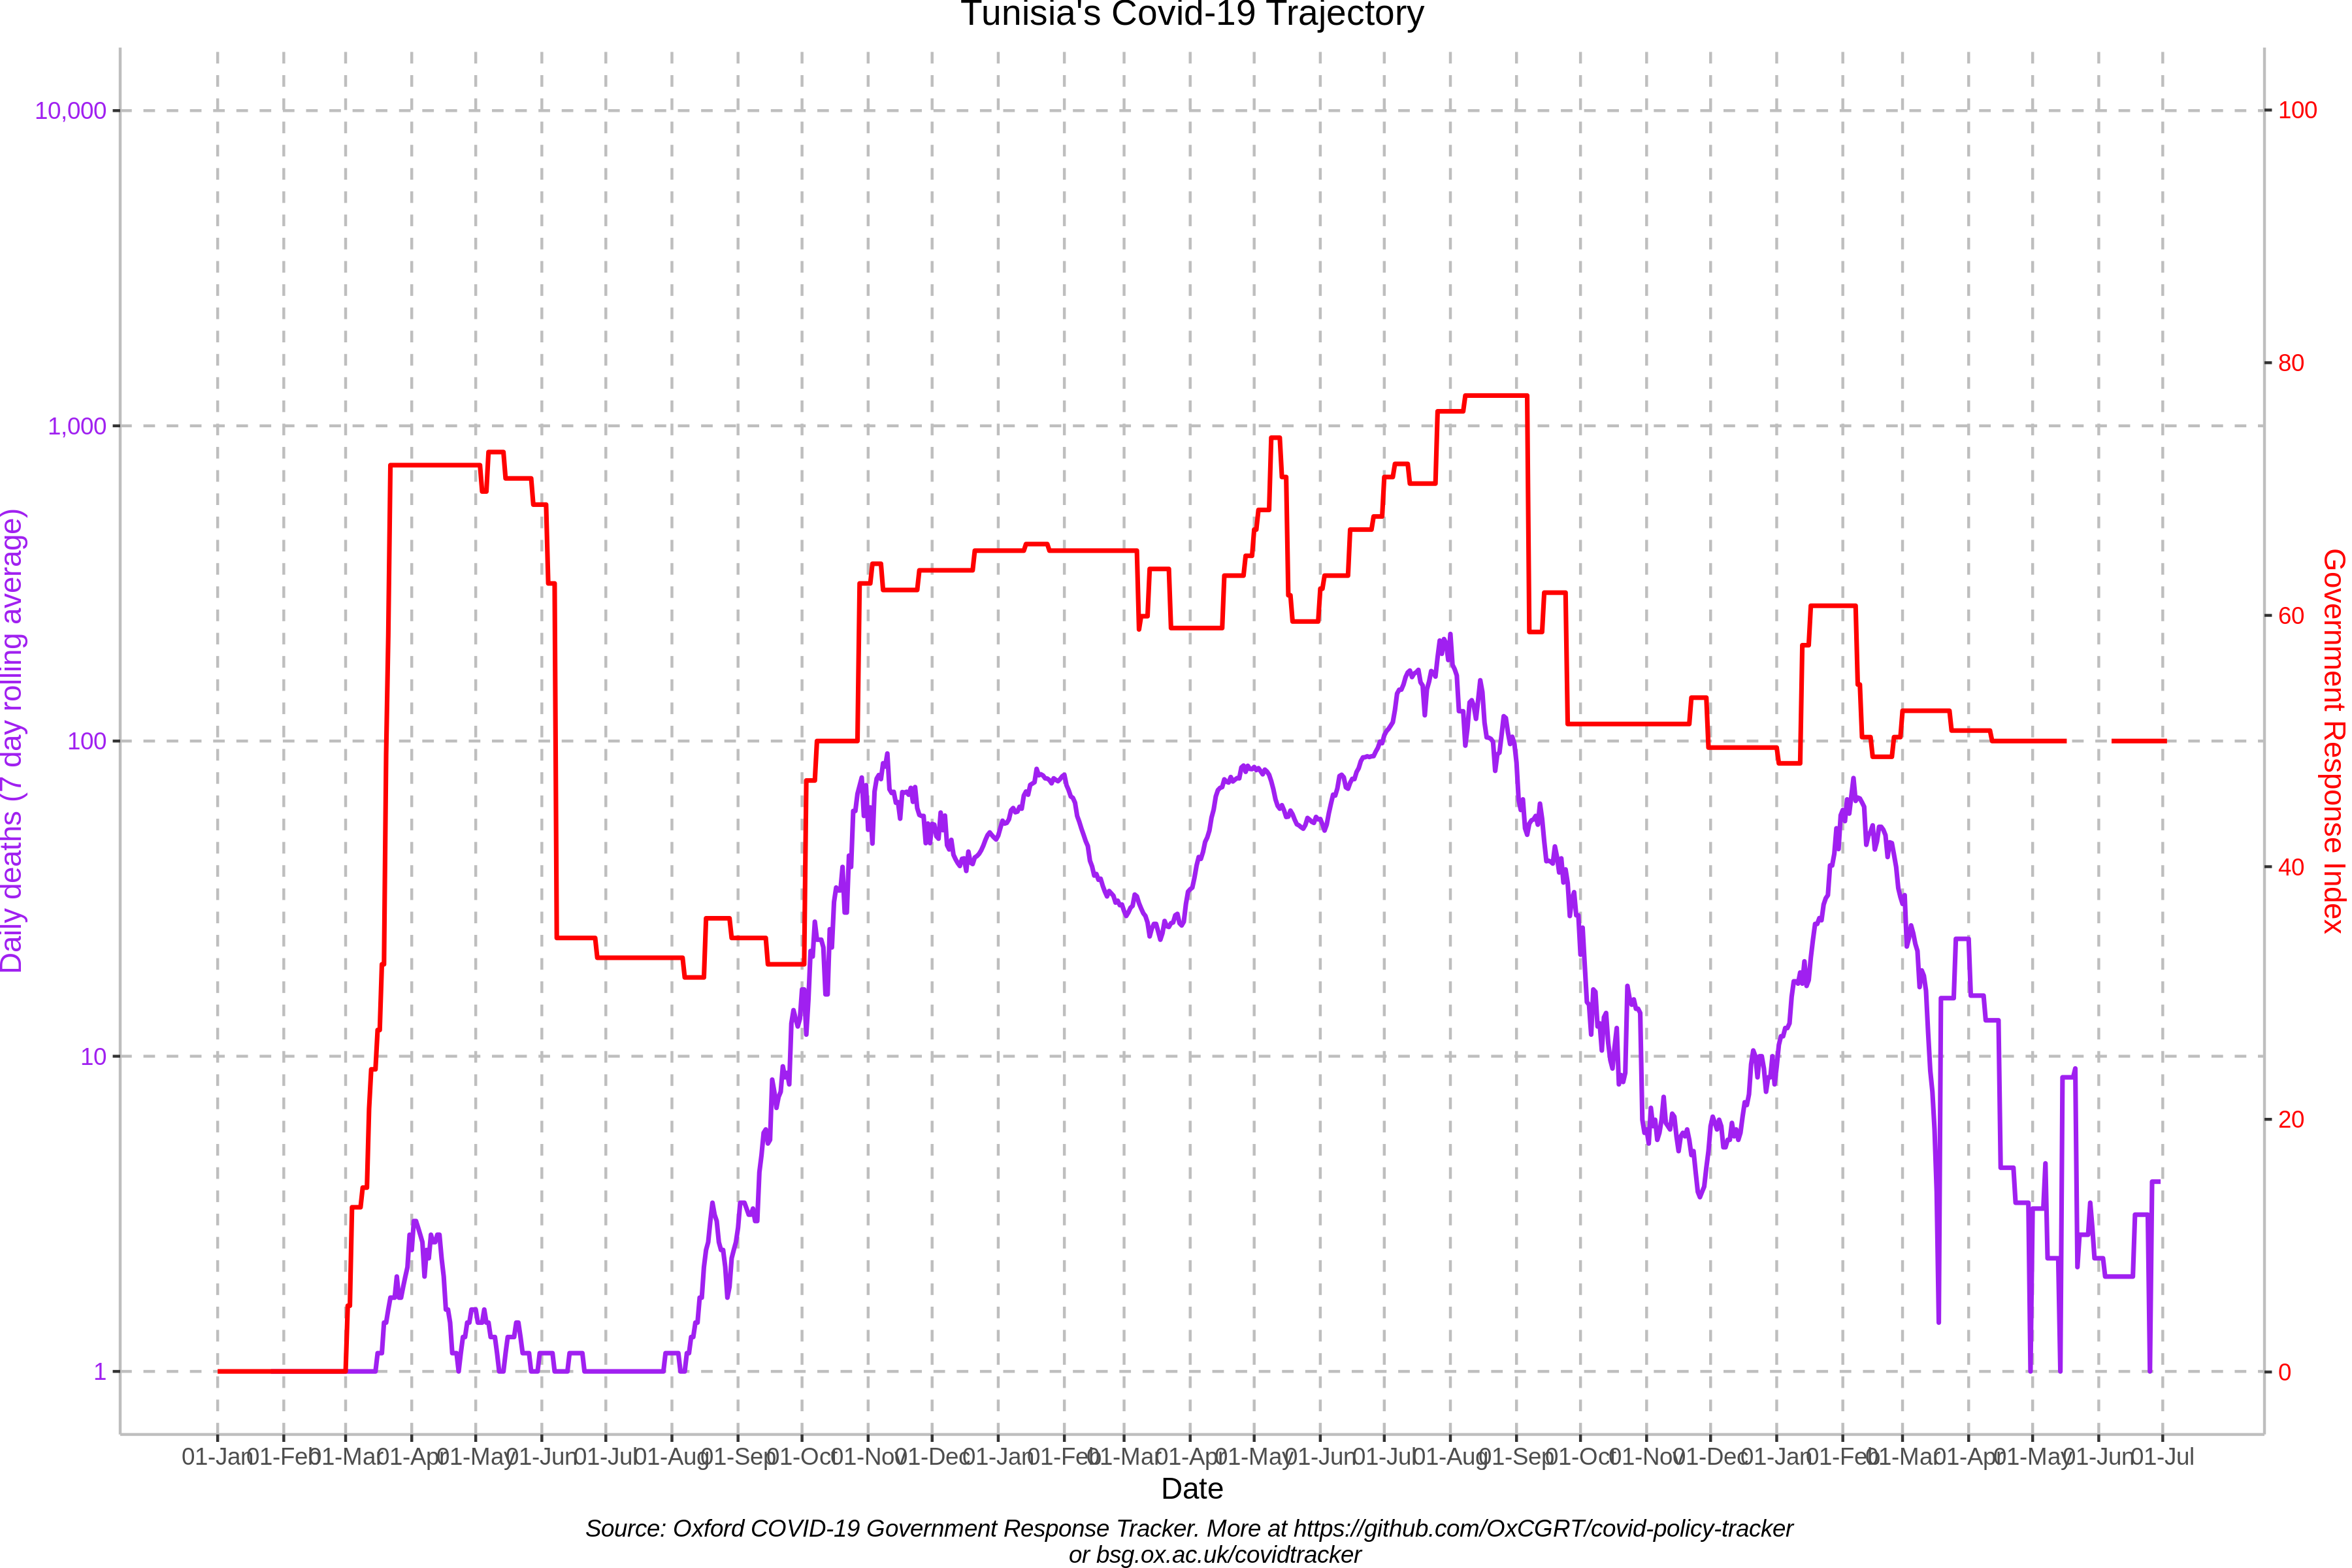 Tunisia's Covid-19 Trajectory
10,000
1,000
100
10
1
Daily deaths (7 day rolling average)
100
80
60
40
20
0
Government Response Index
01-Jan 01-Feb 01-Mar 01-Apr 01-May 01-Jun 01-Jul 01-Aug 01-Sep 01-Oct 01-Nov 01-Dec 01-Jan 01-Feb 01-Mar 01-Apr 01-May 01-Jun 01-Jul 01-Aug 01-Sep 01-Oct 01-Nov 01-Dec 01-Jan 01-Feb 01-Mar 01-Apr 01-May 01-Jun 01-Jul
Date
Source: Oxford COVID-19 Government Response Tracker. More at https://github.com/OxCGRT/covid-policy-tracker
or bsg.ox.ac.uk/covidtracker